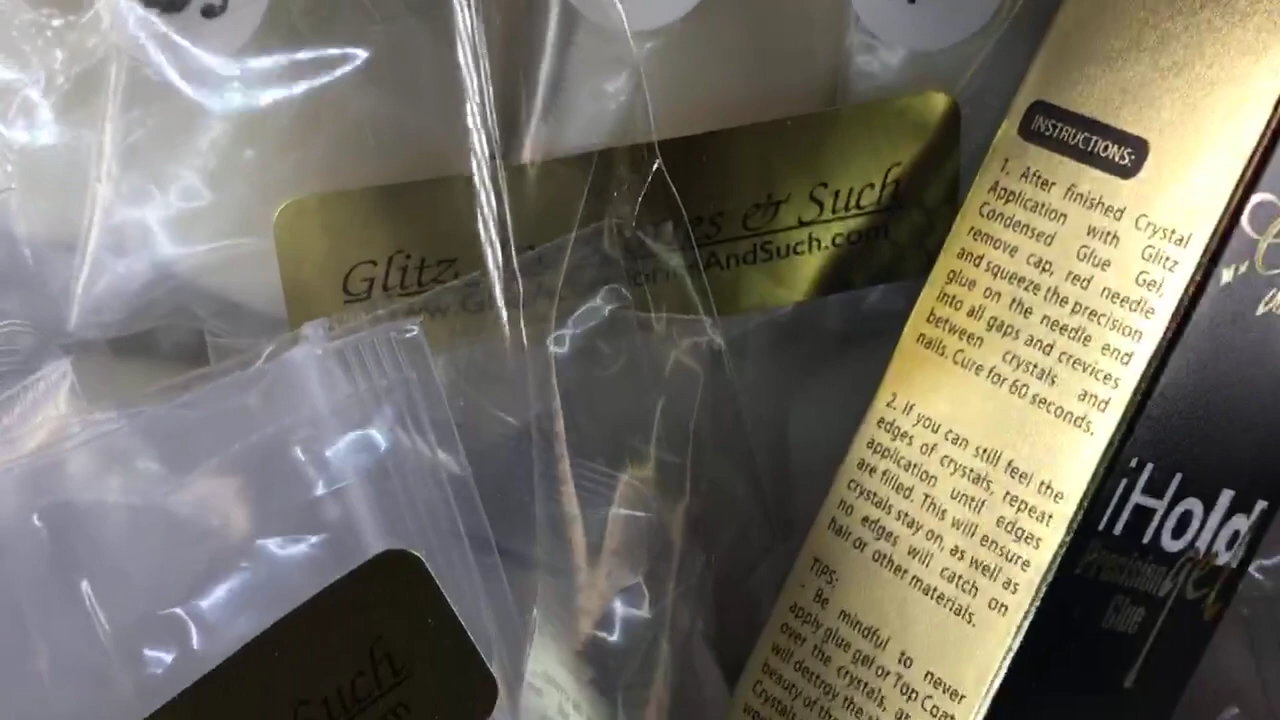 Glitz & Such
AndSuch.com
Such
INSTRUCTIONS:
1. After finished Crystal
Application with Glitz
Condensed Glue Gel,
remove cap, red needle
and squeeze the precision
glue on the needle end
into all gaps and crevices
between crystals and
nails. Cure for 60 seconds.
2. If you can still feel the
edges of crystals, repeat
application until edges
are filled. This will ensure
crystals stay on, as well as
no edges will catch on
hair or other materials.
TIPS:
- Be mindful to never
apply glue gel or Top Coat
over the crystals, as
will destroy the
beauty of the
Crystals
iHold
Precision gel
Glue